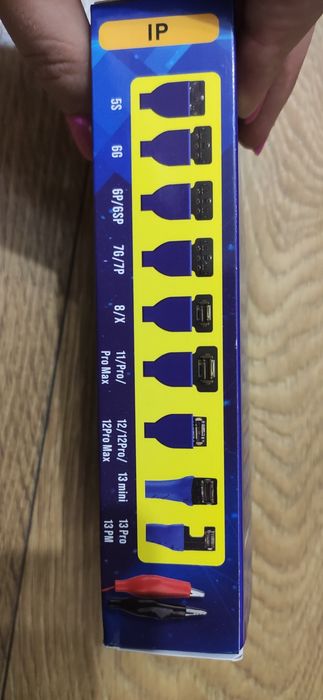 IP
5S
6G
6P/6SP
7G/7P
8/X
11/Pro/
Pro Max
12/12Pro/
12Pro Max
13 mini
13 Pro
13 PM